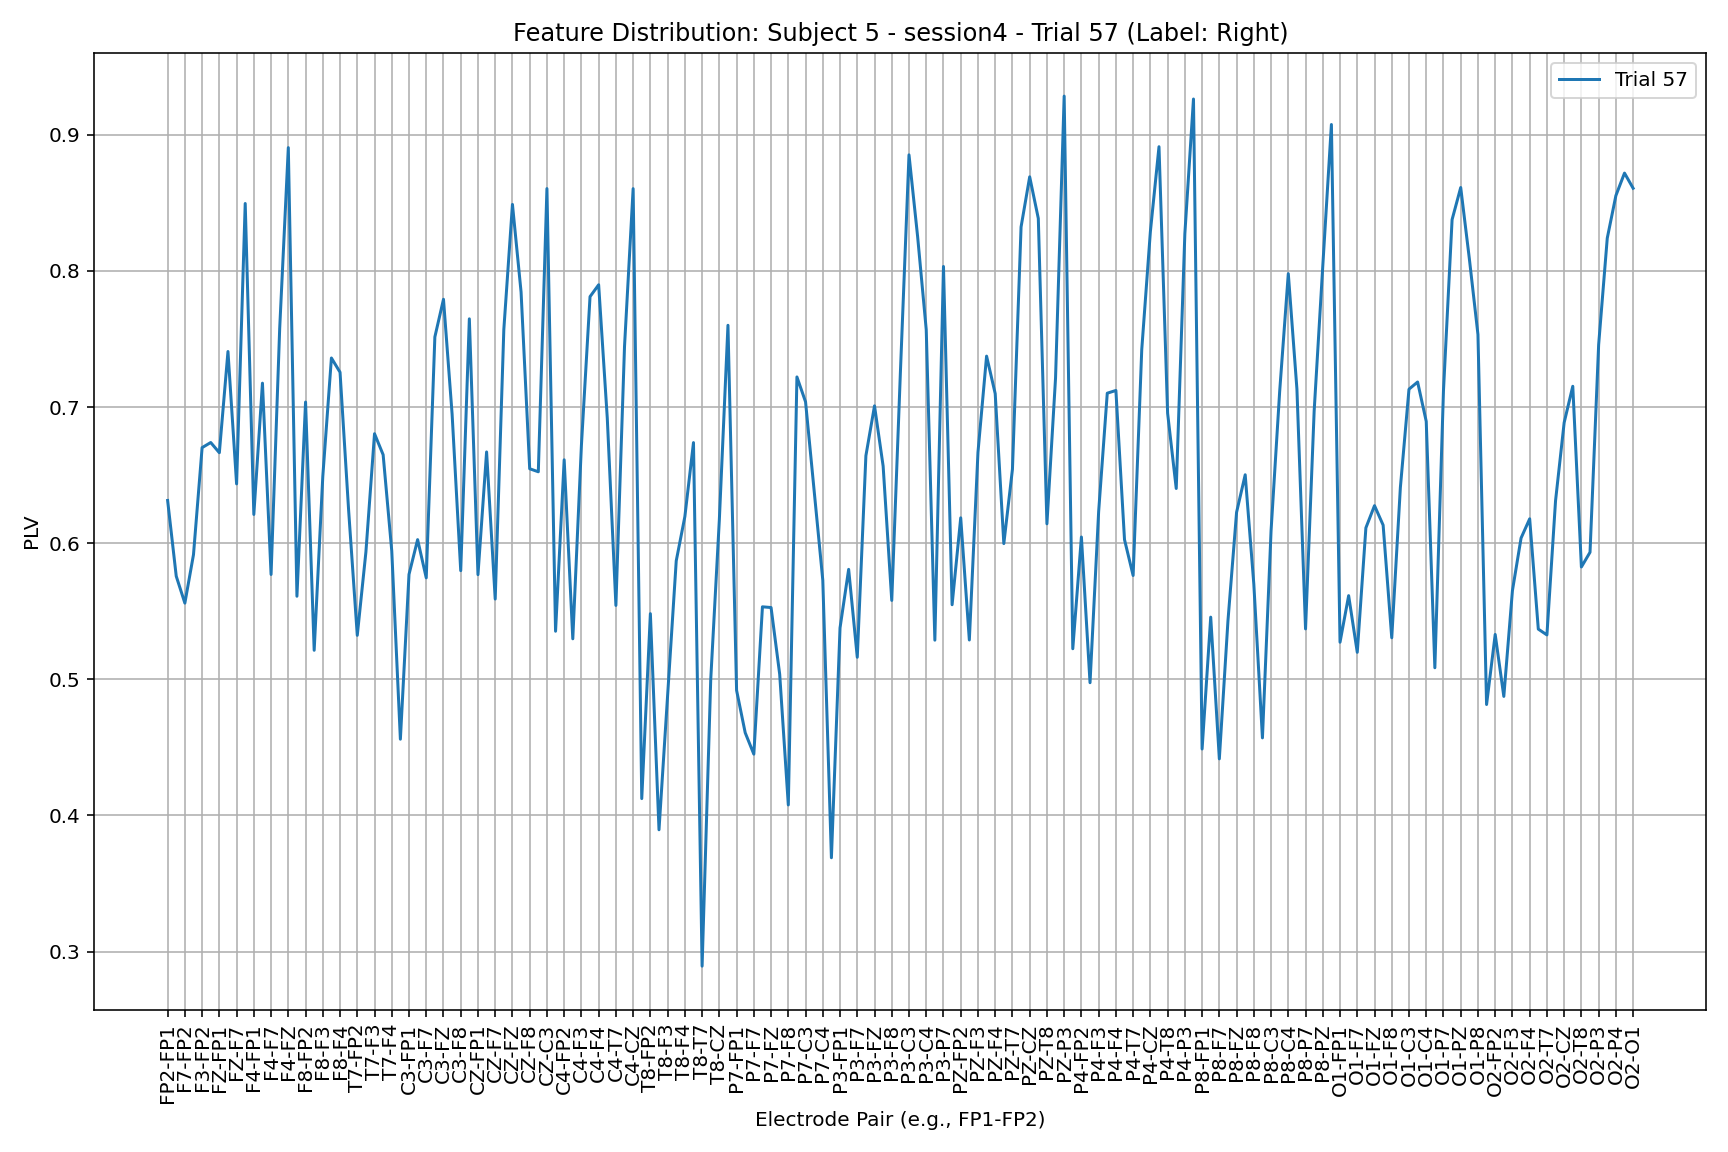 Feature Distribution: Subject 5 - session4 - Trial 57 (Label: Right)
Trial 57
PLV
0.9
0.8
0.7
0.6
0.5
0.4
0.3
FP2-FP1
F7-FP2
F3-FP2
FZ-FP1
FZ-F7
F4-FP1
F4-F7
F4-FZ
F8-FP2
F8-F3
F8-F4
T7-FP2
T7-F3
T7-F4
C3-FP1
C3-F7
C3-FZ
C3-F8
CZ-FP1
CZ-F7
CZ-FZ
CZ-F8
CZ-C3
C4-FP2
C4-F3
C4-F4
C4-T7
C4-CZ
T8-FP2
T8-F3
T8-F4
T8-T7
T8-CZ
P7-FP1
P7-F7
P7-FZ
P7-F8
P7-C3
P7-C4
P3-FP1
P3-F7
P3-FZ
P3-F8
P3-C3
P3-C4
P3-P7
PZ-FP2
PZ-F3
PZ-F4
PZ-T7
PZ-CZ
PZ-T8
PZ-P3
P4-FP2
P4-F3
P4-F4
P4-T7
P4-CZ
P4-T8
P4-P3
P8-FP1
P8-F7
P8-FZ
P8-F8
P8-C3
P8-C4
P8-P7
P8-PZ
O1-FP1
O1-F7
O1-FZ
O1-F8
O1-C3
O1-C4
O1-P7
O1-PZ
O1-P8
O2-FP2
O2-F3
O2-F4
O2-T7
O2-CZ
O2-T8
O2-P3
O2-P4
O2-O1
Electrode Pair (e.g., FP1-FP2)